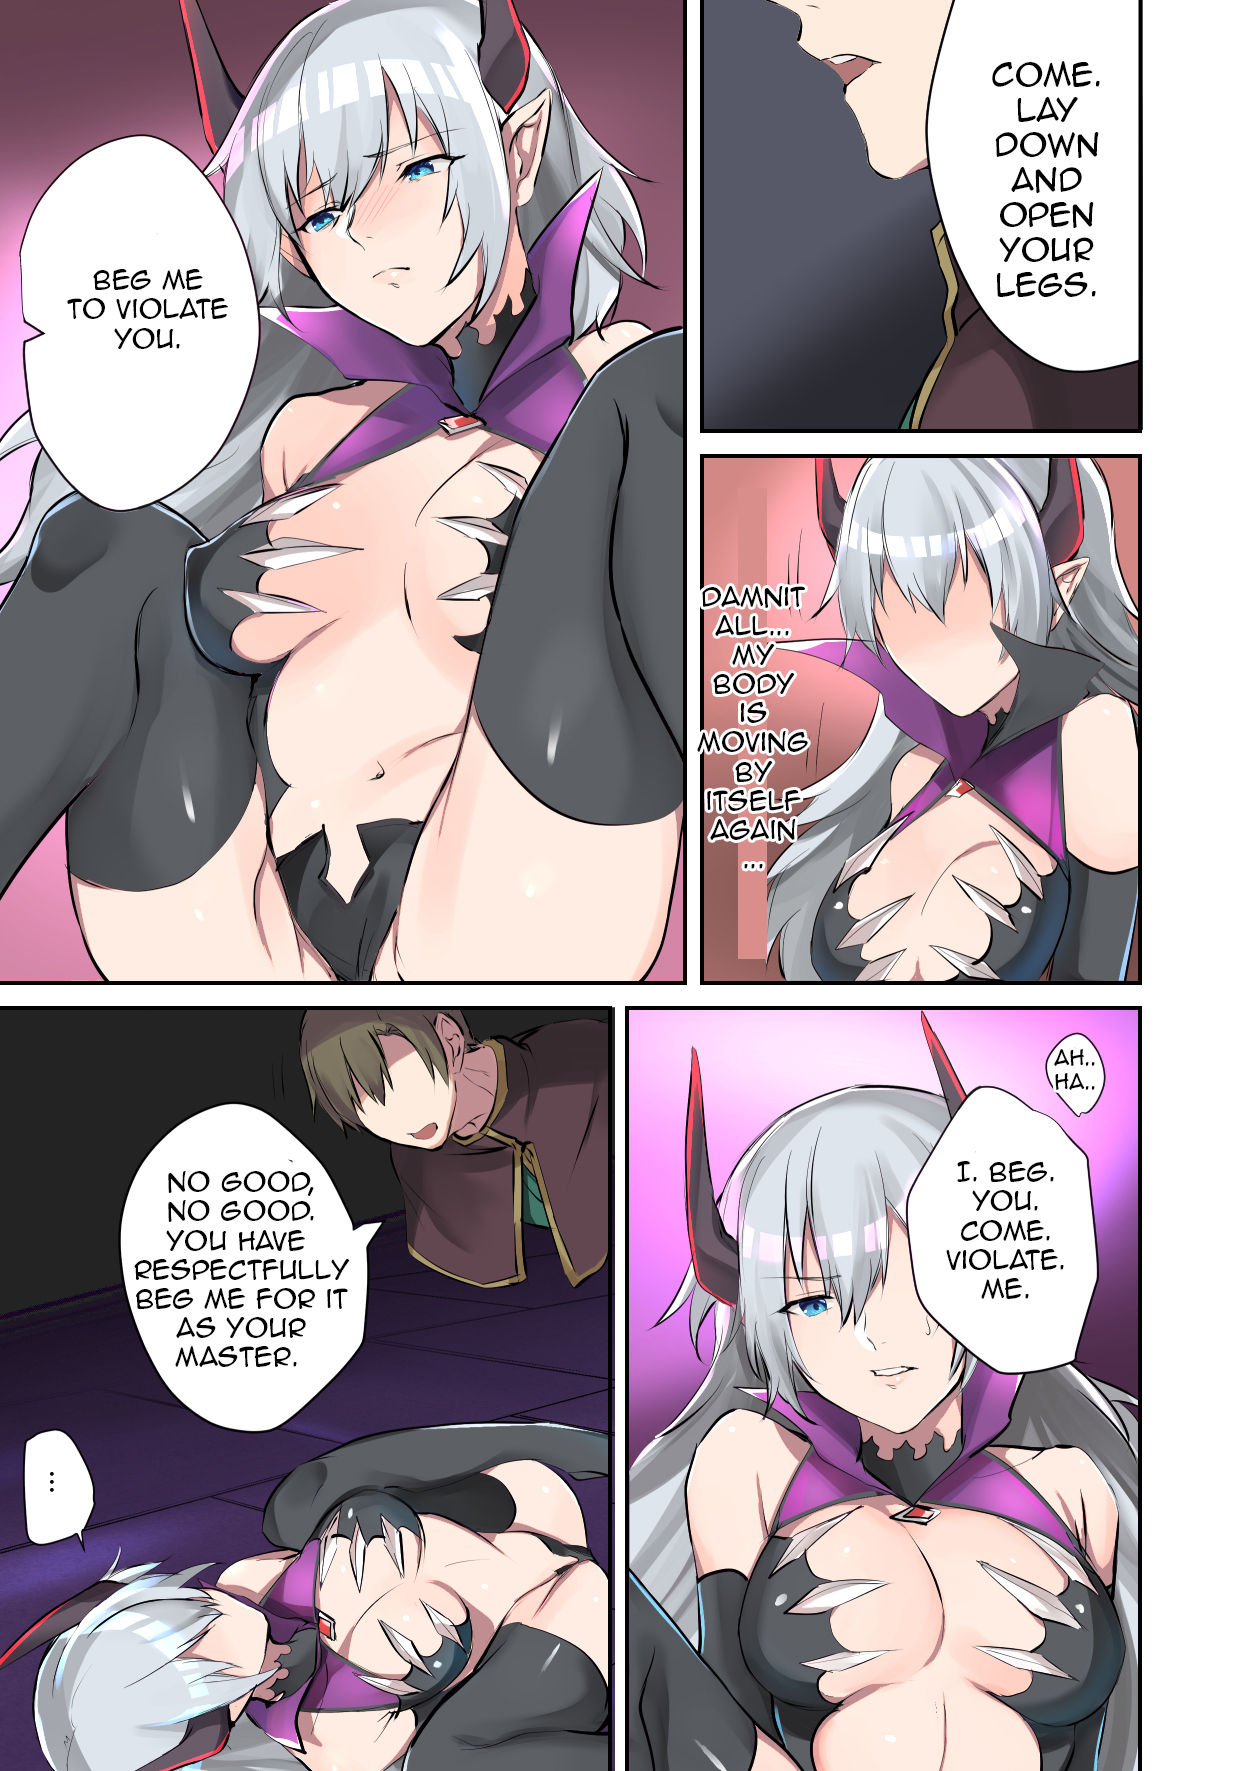 COME.
LAY
DOWN
AND
OPEN
YOUR
LEGS.
DAMNIT
ALL...
MY
BODY
IS
MOVING
BY
ITSELF
AGAIN
...
BEG ME
TO VIOLATE
YOU.
AH..
HA..
I. BEG.
YOU.
COME.
VIOLATE.
ME.
NO GOOD,
NO GOOD.
YOU HAVE
RESPECTFULLY
BEG ME FOR IT
AS YOUR
MASTER.
...